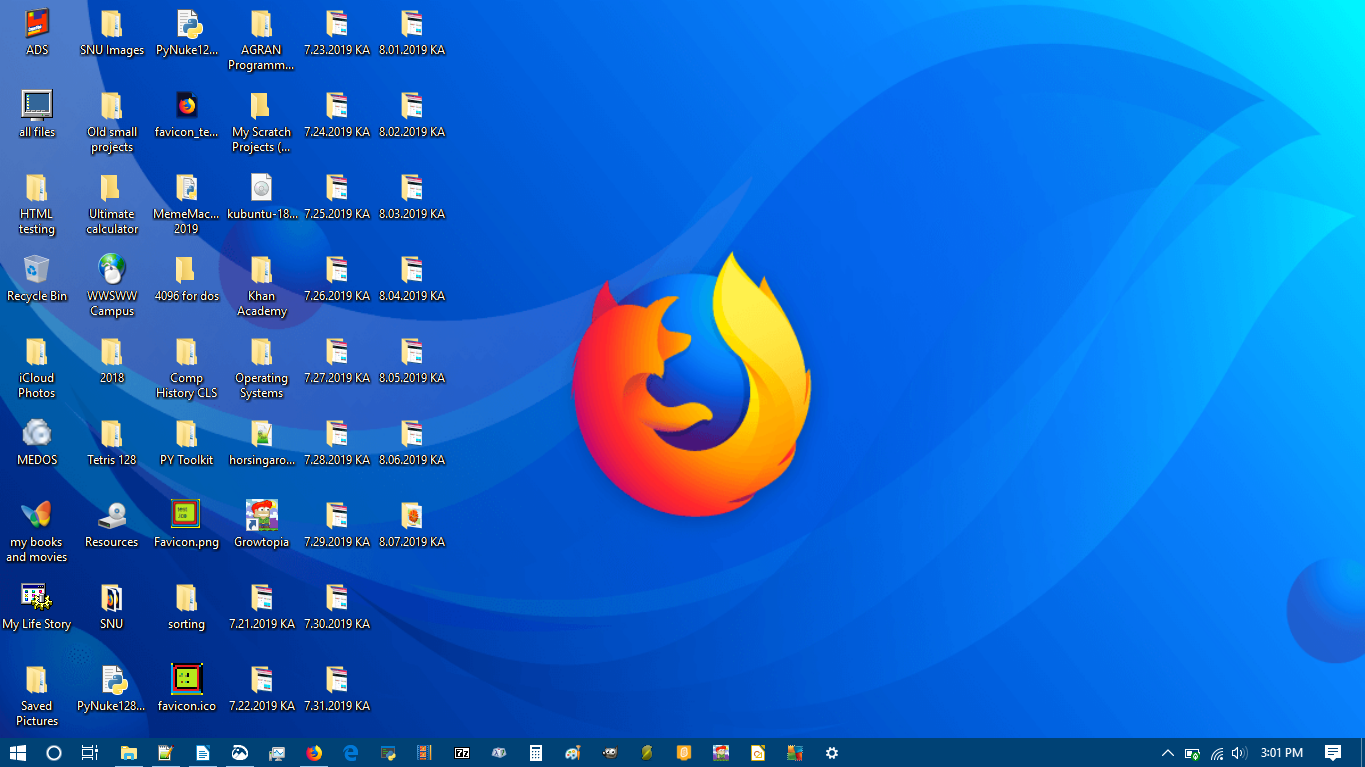 ADS
SNU Images
PyNuke12...
AGRAN
Programm...
7.23.2019 KA
8.01.2019 KA
all files
Old small
projects
favicon_te...
My Scratch
Projects (...
7.24.2019 KA
8.02.2019 KA
HTML
testing
Ultimate
calculator
MemeMac...
2019
kubuntu-18...
7.25.2019 KA
8.03.2019 KA
Recycle Bin
WWSWW
Campus
4096 for dos
Khan
Academy
7.26.2019 KA
8.04.2019 KA
iCloud
Photos
2018
Comp
History CLS
Operating
Systems
7.27.2019 KA
8.05.2019 KA
MEDOS
Tetris 128
PY Toolkit
horsingaro...
7.28.2019 KA
8.06.2019 KA
my books
and movies
Resources
Favicon.png
Growtopia
7.29.2019 KA
8.07.2019 KA
My Life Story
SNU
sorting
7.21.2019 KA
7.30.2019 KA
Saved
Pictures
PyNuke128...
favicon.ico
7.22.2019 KA
7.31.2019 KA
7z
3:01 PM